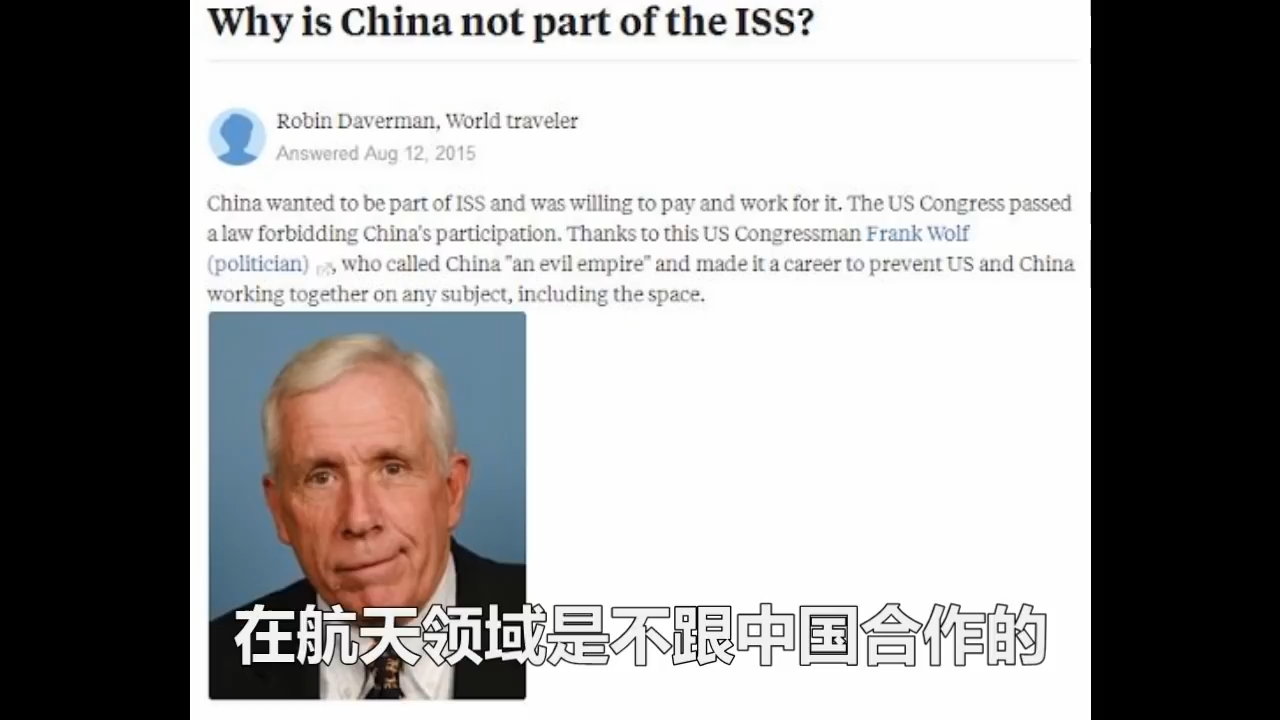 Why is China not part of the ISS?
Robin Daverman, World traveler
Answered Aug 12, 2015
China wanted to be part of ISS and was willing to pay and work for it. The US Congress passed
a law forbidding China's participation. Thanks to this US Congressman Frank Wolf
(politician) , who called China "an evil empire" and made it a career to prevent US and China
working together on any subject, including the space.
在航天领域是不跟中国合作的